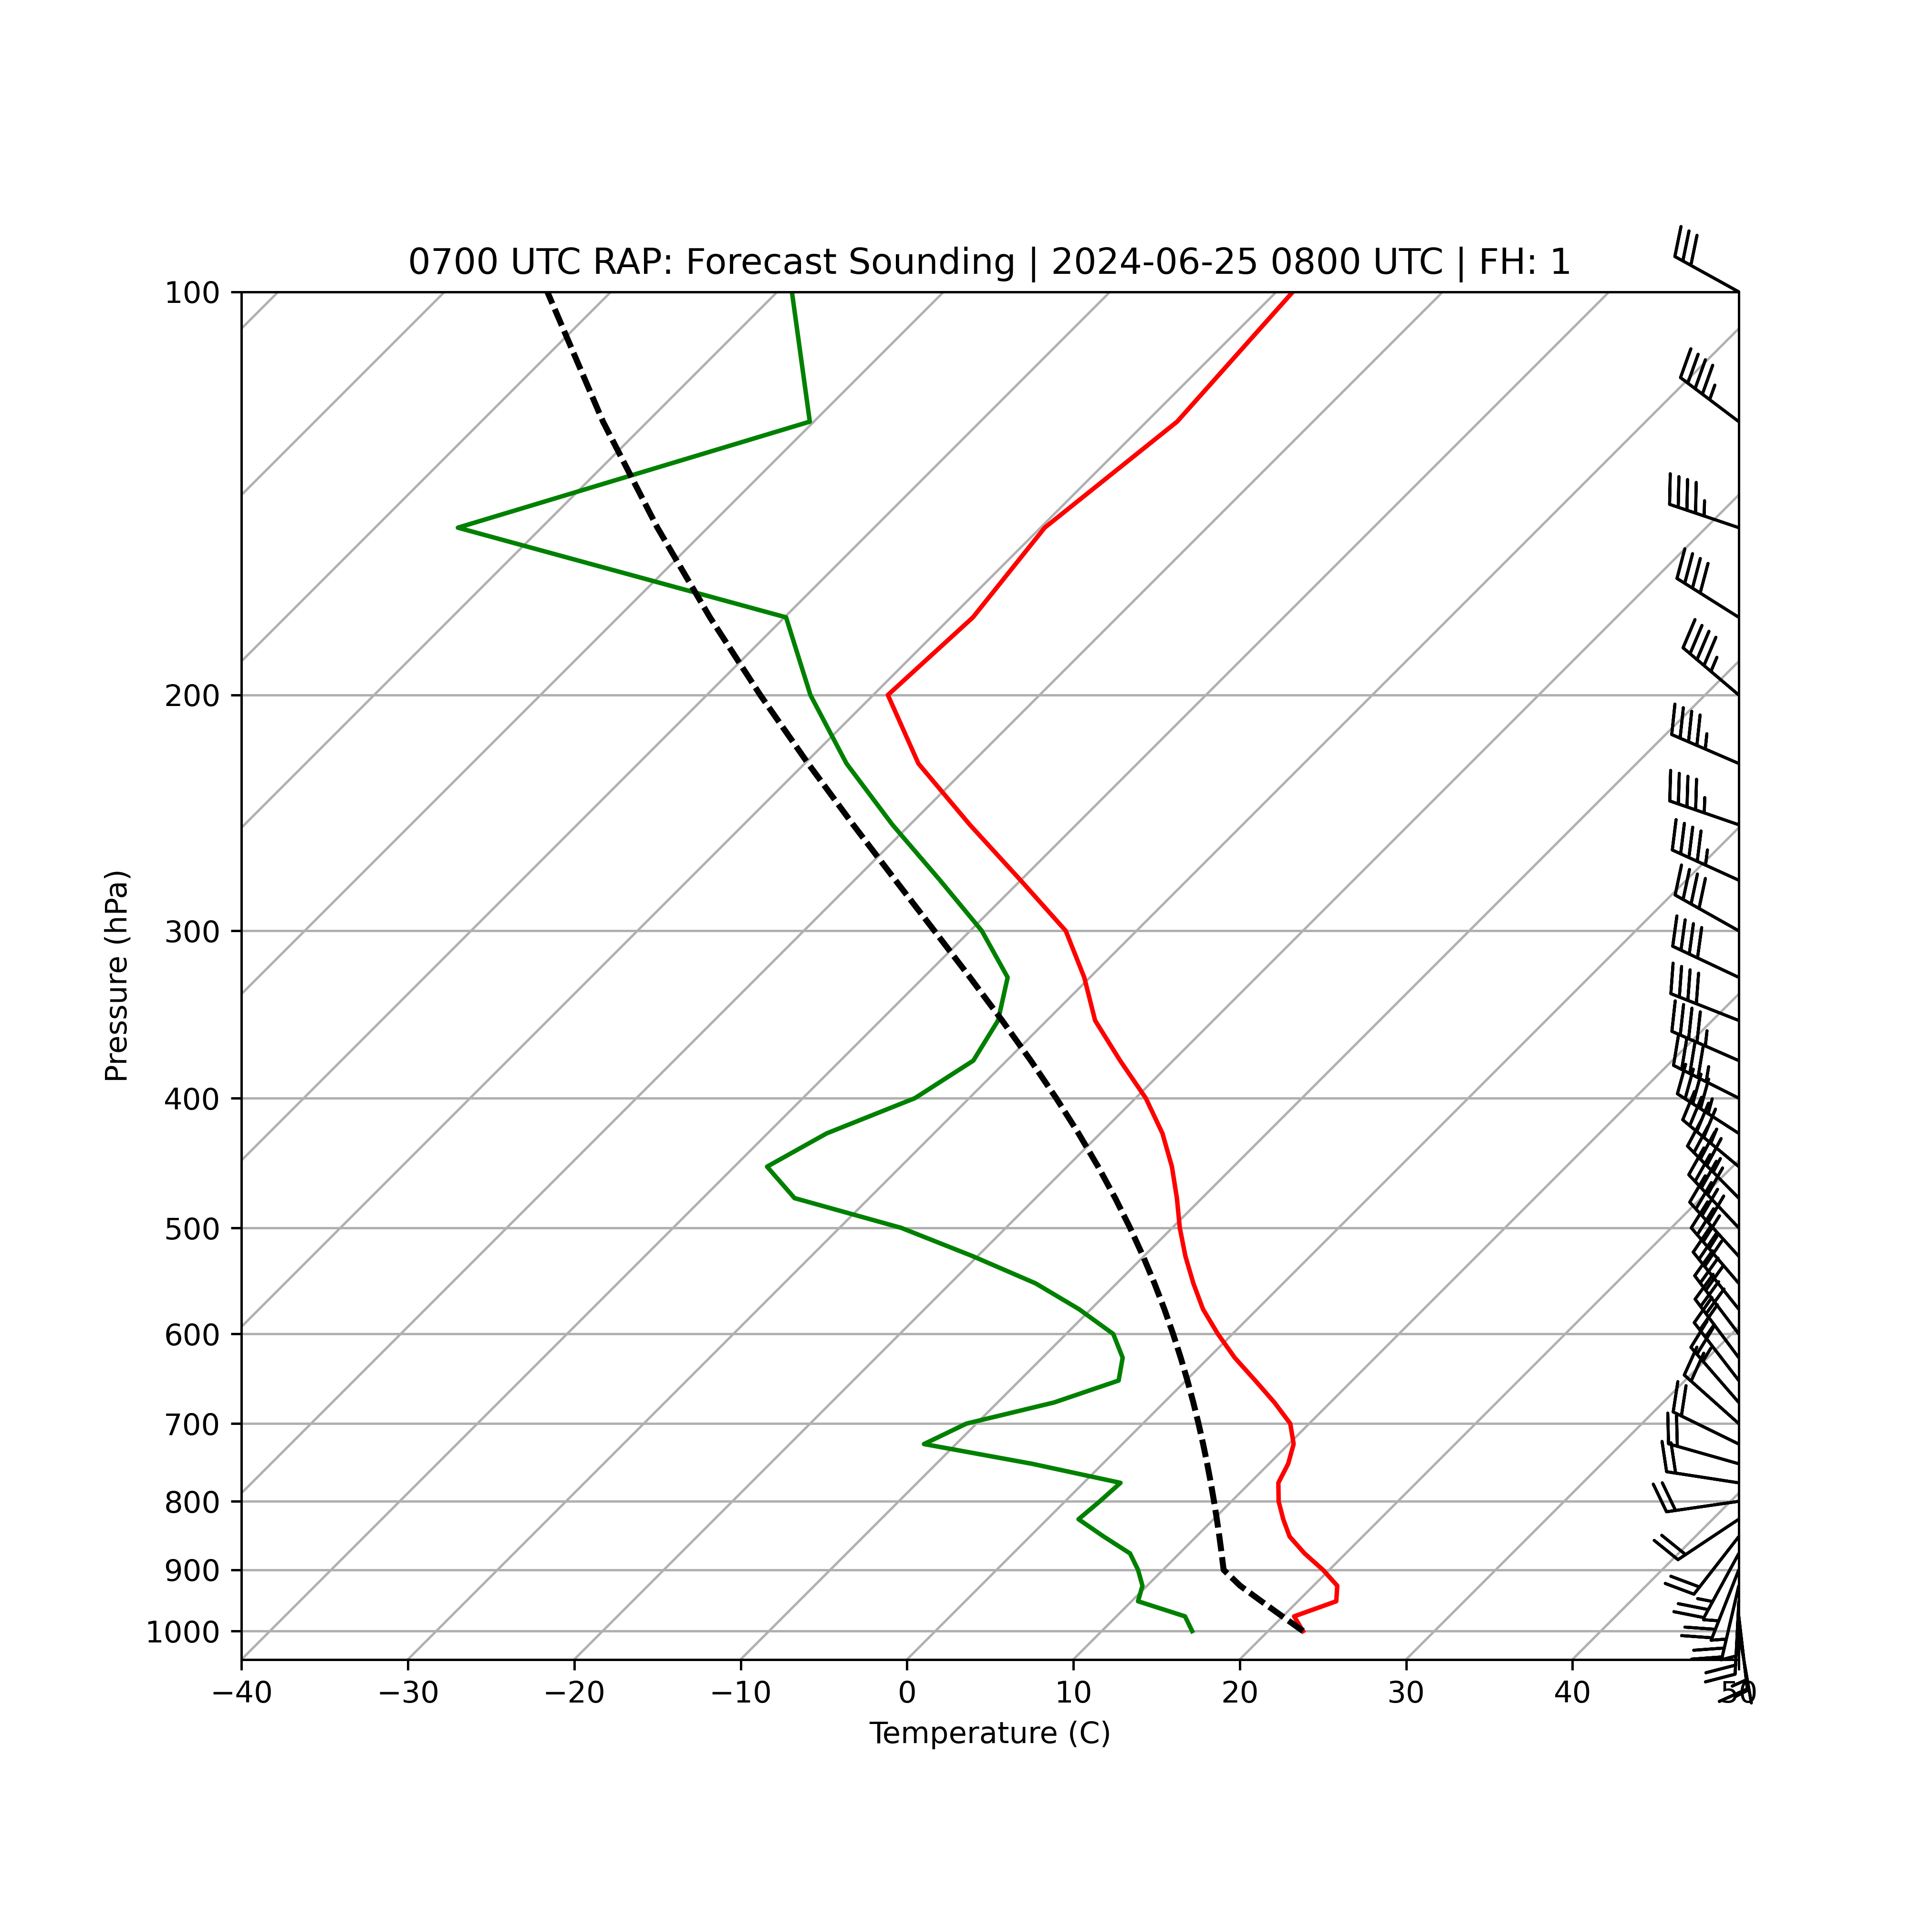 0700 UTC RAP: Forecast Sounding | 2024-06-25 0800 UTC | FH: 1
100
200
300
400
500
600
700
800
900
1000
Pressure (hPa)
−40 −30 −20 −10 0 10 20 30 40 50
Temperature (C)